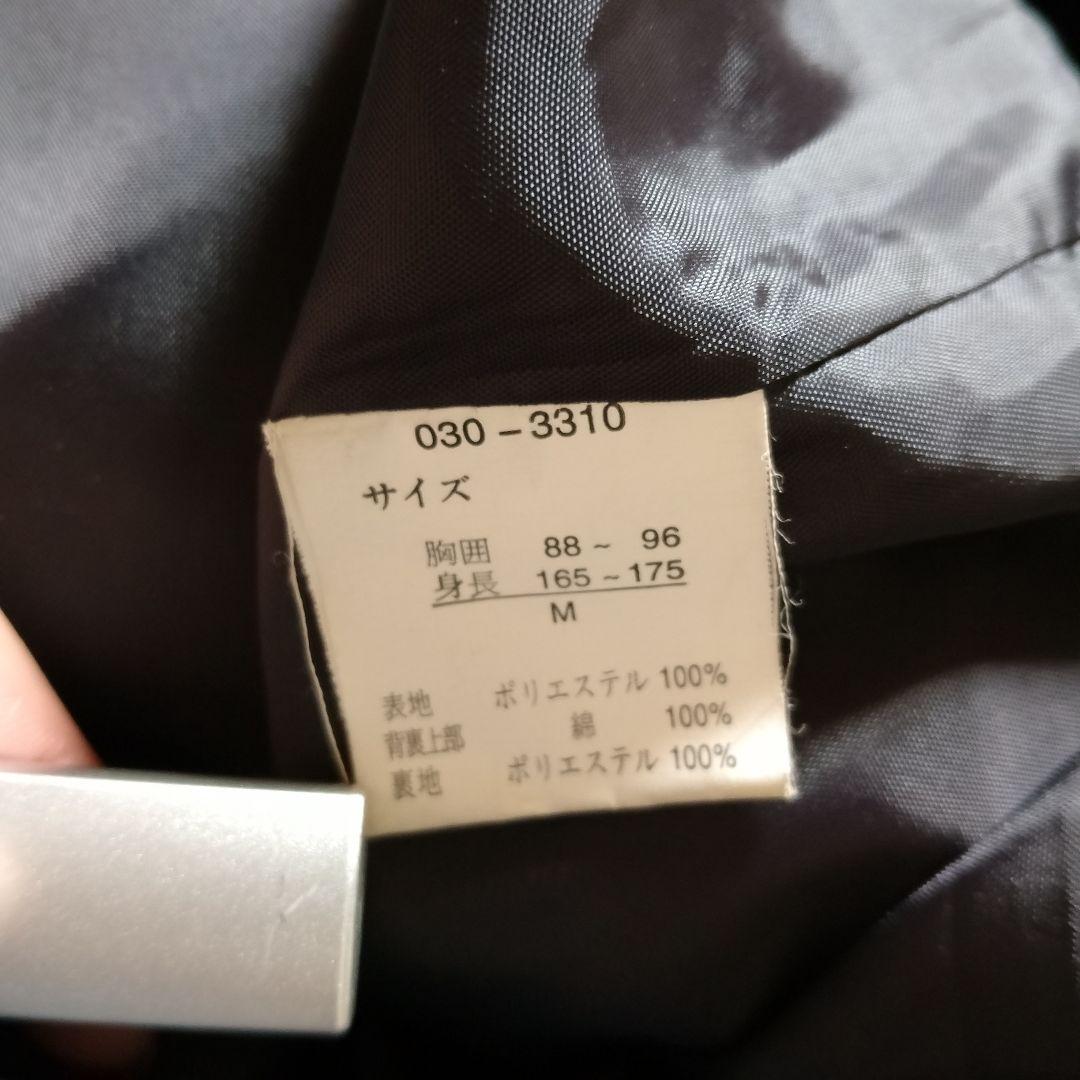 030-3310
サイズ
胸囲 88~ 96
身長 165~175
M
表地 ポリエステル 100%
背裏上部 綿 100%
裏地 ポリエステル 100%